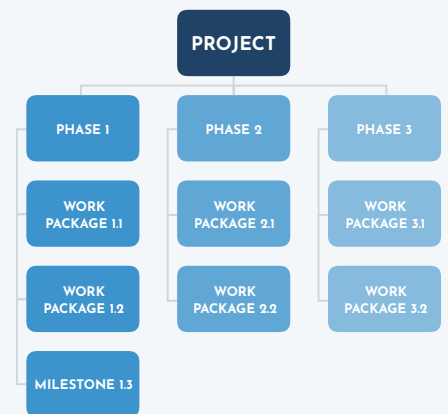 PROJECT
PHASE 1
PHASE 2
PHASE 3
WORK
PACKAGE 1.1
WORK
PACKAGE 2.1
WORK
PACKAGE 3.1
WORK
PACKAGE 1.2
WORK
PACKAGE 2.2
WORK
PACKAGE 3.2
MILESTONE 1.3